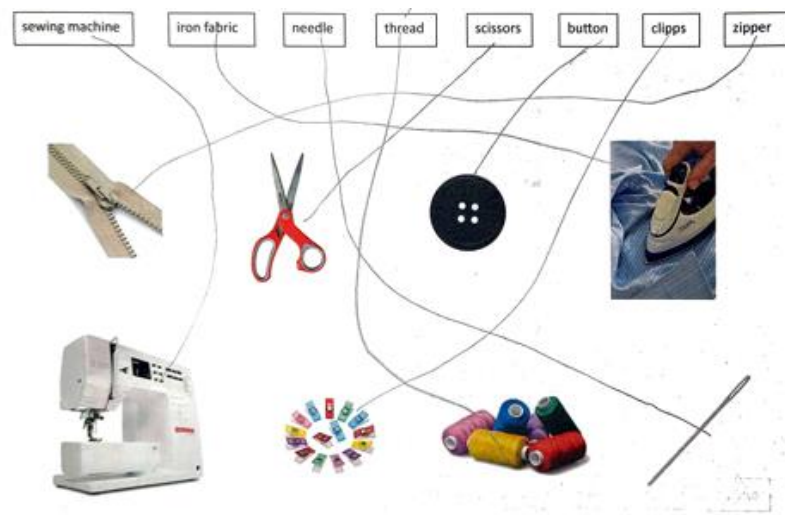 sewing machine
iron fabric
needle
thread
scissors
button
clipps
zipper